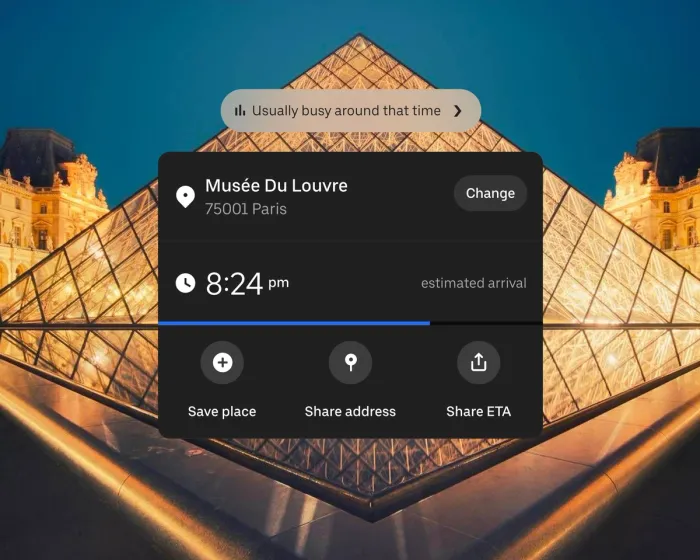 Usually busy around that time
Musée Du Louvre
75001 Paris
Change
8:24 pm
estimated arrival
Save place
Share address
Share ETA